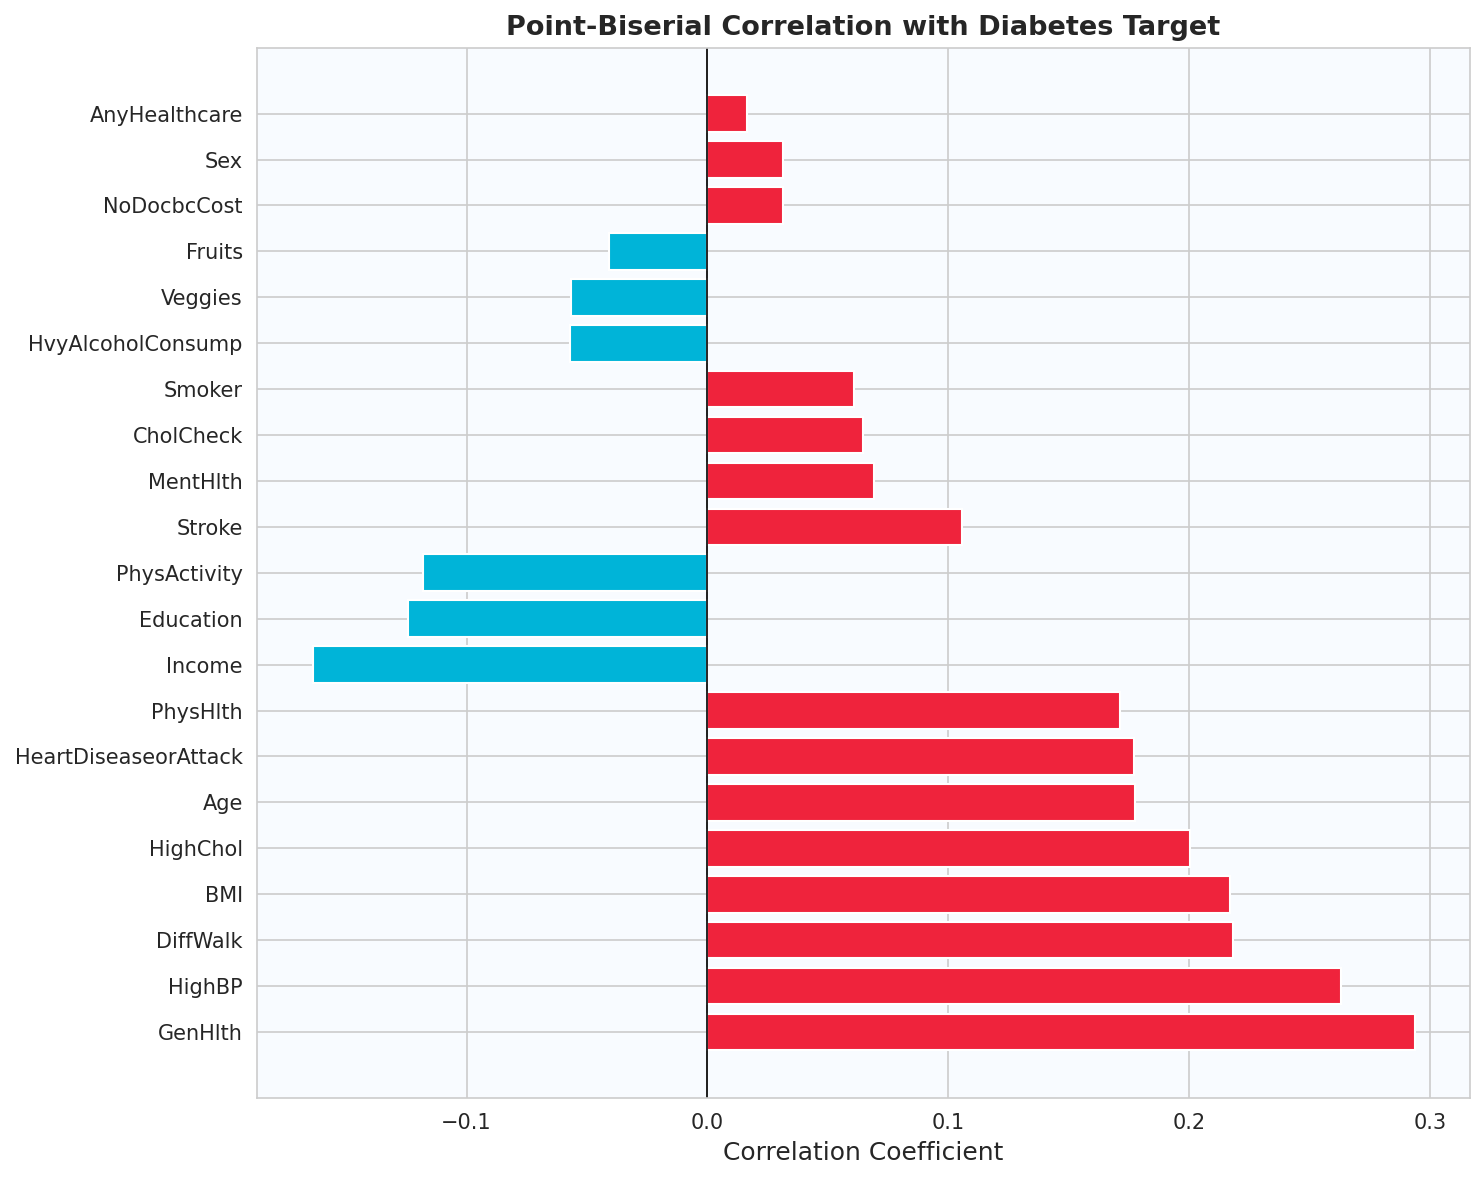 Point-Biserial Correlation with Diabetes Target
AnyHealthcare
Sex
NoDocbcCost
Fruits
Veggies
HvyAlcoholConsump
Smoker
CholCheck
MentHlth
Stroke
PhysActivity
Education
Income
PhysHlth
HeartDiseaseorAttack
Age
HighChol
BMI
DiffWalk
HighBP
GenHlth
−0.1 0.0 0.1 0.2 0.3
Correlation Coefficient